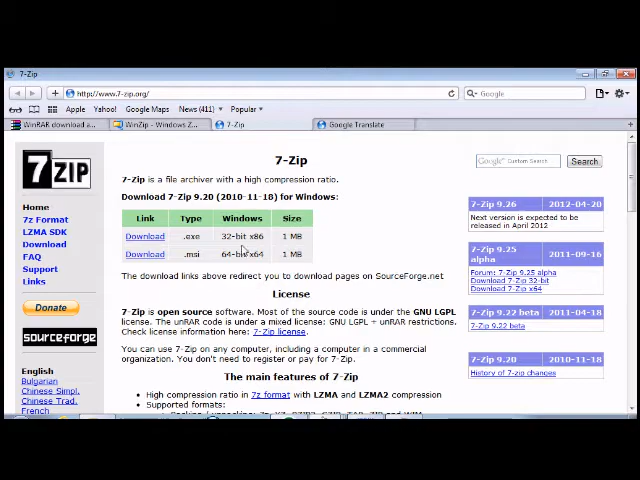 7-Zip
http://www.7-zip.org/
Google
Apple Yahoo! Google Maps News (411) Popular
WinRAR download a...
WinZip - Windows Z...
7-Zip
Google Translate
7ZIP
Home
7z Format
LZMA SDK
Download
FAQ
Support
Links
Donate
sourceforge
English
Bulgarian
Chinese Simpl.
Chinese Trad.
French
7-Zip
7-Zip is a file archiver with a high compression ratio.
Download 7-Zip 9.20 (2010-11-18) for Windows:
Link Type Windows Size
Download .exe 32-bit x86 1 MB
Download .msi 64-bit x64 1 MB
The download links above redirect you to download pages on SourceForge.net
License
7-Zip is open source software. Most of the source code is under the GNU LGPL
license. The unRAR code is under a mixed license: GNU LGPL + unRAR restrictions.
Check license information here: 7-Zip license.
You can use 7-Zip on any computer, including a computer in a commercial
organization. You don't need to register or pay for 7-Zip.
The main features of 7-Zip
• High compression ratio in 7z format with LZMA and LZMA2 compression
• Supported formats:
Google™ Custom Search
Search
7-Zip 9.26 2012-04-20
Next version is expected to be
released in April 2012
7-Zip 9.25
alpha 2011-09-16
Forum: 7-Zip 9.25 alpha
Download 7-Zip 32-bit
Download 7-Zip x64
7-Zip 9.22 beta 2011-04-18
7-Zip 9.22 beta
7-Zip 9.20 2010-11-18
History of 7-zip changes